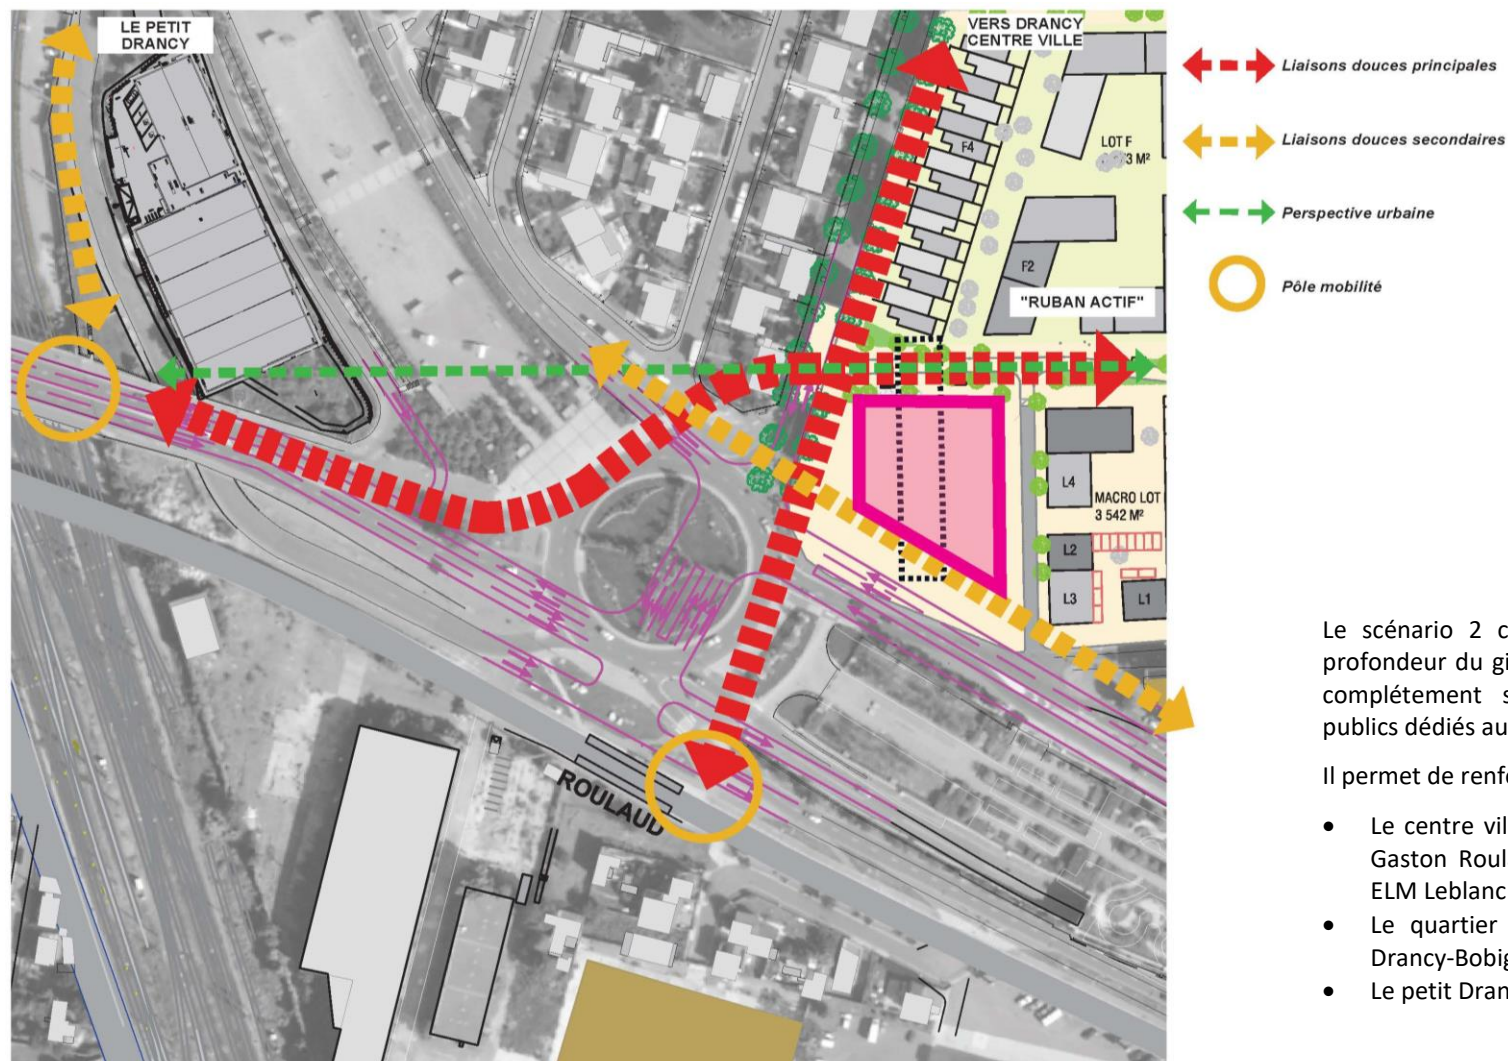 LE PETIT
DRANCY
VERS DRANCY
CENTRE VILLE
Liaisons douces principales
Liaisons douces secondaires
Perspective urbaine
Pôle mobilité
F4
LOT F
3 M²
F2
"RUBAN ACTIF"
L4
MACRO LOT
3 542 M²
L2
L3
L1
ROULAUD
Le scénario 2 c
profondeur du gi
complétement s
publics dédiés au
Il permet de renf
• Le centre vil
Gaston Roul
ELM Leblanc
• Le quartier
Drancy-Bobig
• Le petit Dran